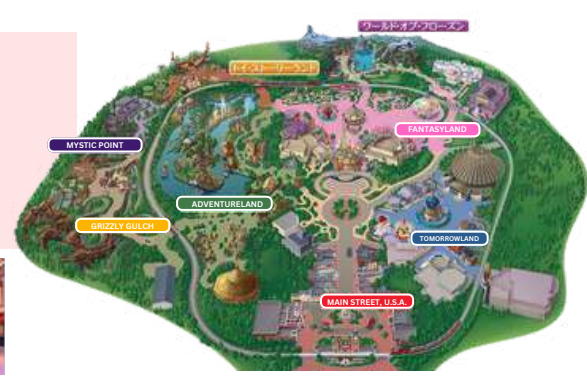 ワールド・オブ・フローズン
トイ・ストーリーランド
FANTASYLAND
MYSTIC POINT
ADVENTURELAND
GRIZZLY GULCH
TOMORROWLAND
MAIN STREET, U.S.A.